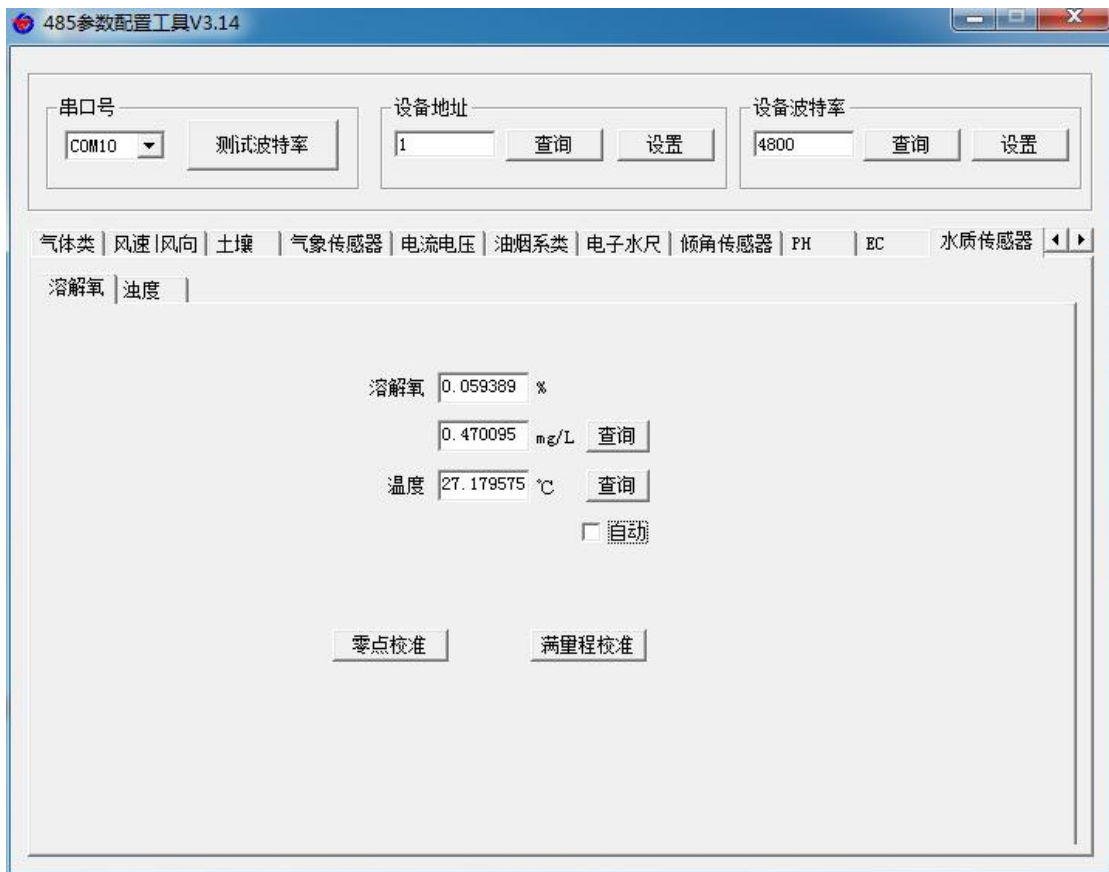 485参数配置工具V3.14
串口号 设备地址 设备波特率
COM10 测试波特率 1 查询 设置 4800 查询 设置
气体类 风速|风向 土壤 气象传感器 电流电压 油烟系类 电子水尺 倾角传感器 PH EC 水质传感器
溶解氧 浊度
溶解氧 0.059389 %
0.470095 mg/L 查询
温度 27.179575 ℃ 查询
自动
零点校准 满里程校准